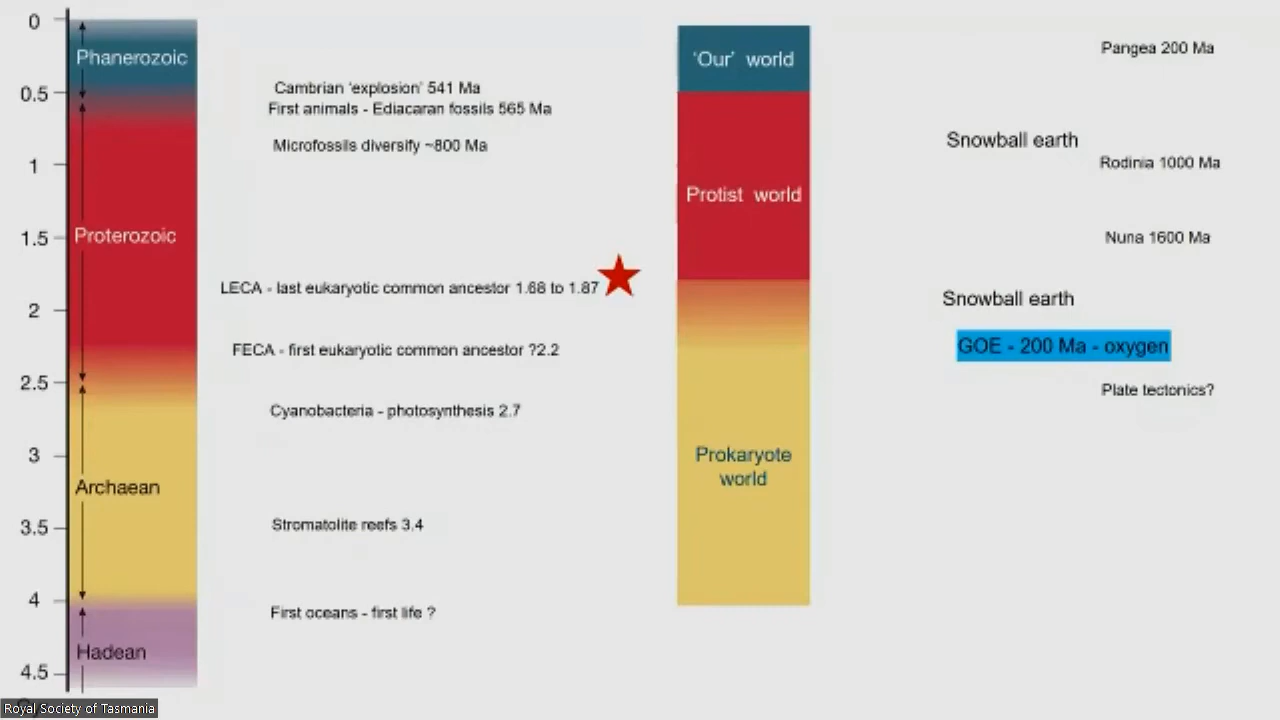 0
0.5
1
1.5
2
2.5
3
3.5
4
4.5
Phanerozoic
Proterozoic
Archaean
Hadean
Cambrian ‘explosion’ 541 Ma
First animals - Ediacaran fossils 565 Ma
Microfossils diversify ~800 Ma
LECA - last eukaryotic common ancestor 1.68 to 1.87
FECA - first eukaryotic common ancestor ?2.2
Cyanobacteria - photosynthesis 2.7
Stromatolite reefs 3.4
First oceans - first life ?
‘Our’ world
Protist world
Prokaryote
world
Pangea 200 Ma
Snowball earth
Rodinia 1000 Ma
Nuna 1600 Ma
Snowball earth
GOE - 200 Ma - oxygen
Plate tectonics?
Royal Society of Tasmania